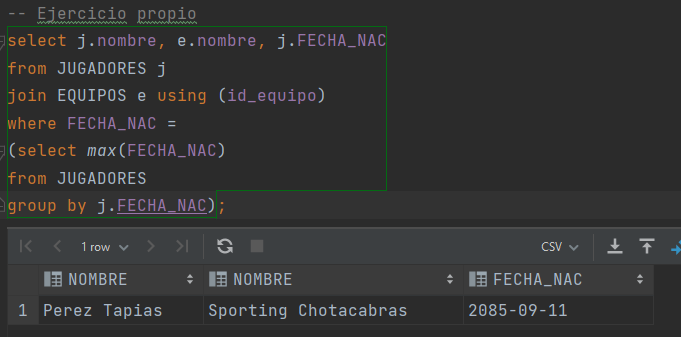 -- Ejercicio propio
select j.nombre, e.nombre, j.FECHA_NAC
from JUGADORES j
join EQUIPOS e using (id_equipo)
where FECHA_NAC =
(select max(FECHA_NAC)
from JUGADORES
group by j.FECHA_NAC);
1 row
CSV
NOMBRE NOMBRE FECHA_NAC
1 Perez Tapias Sporting Chotacabras 2085-09-11